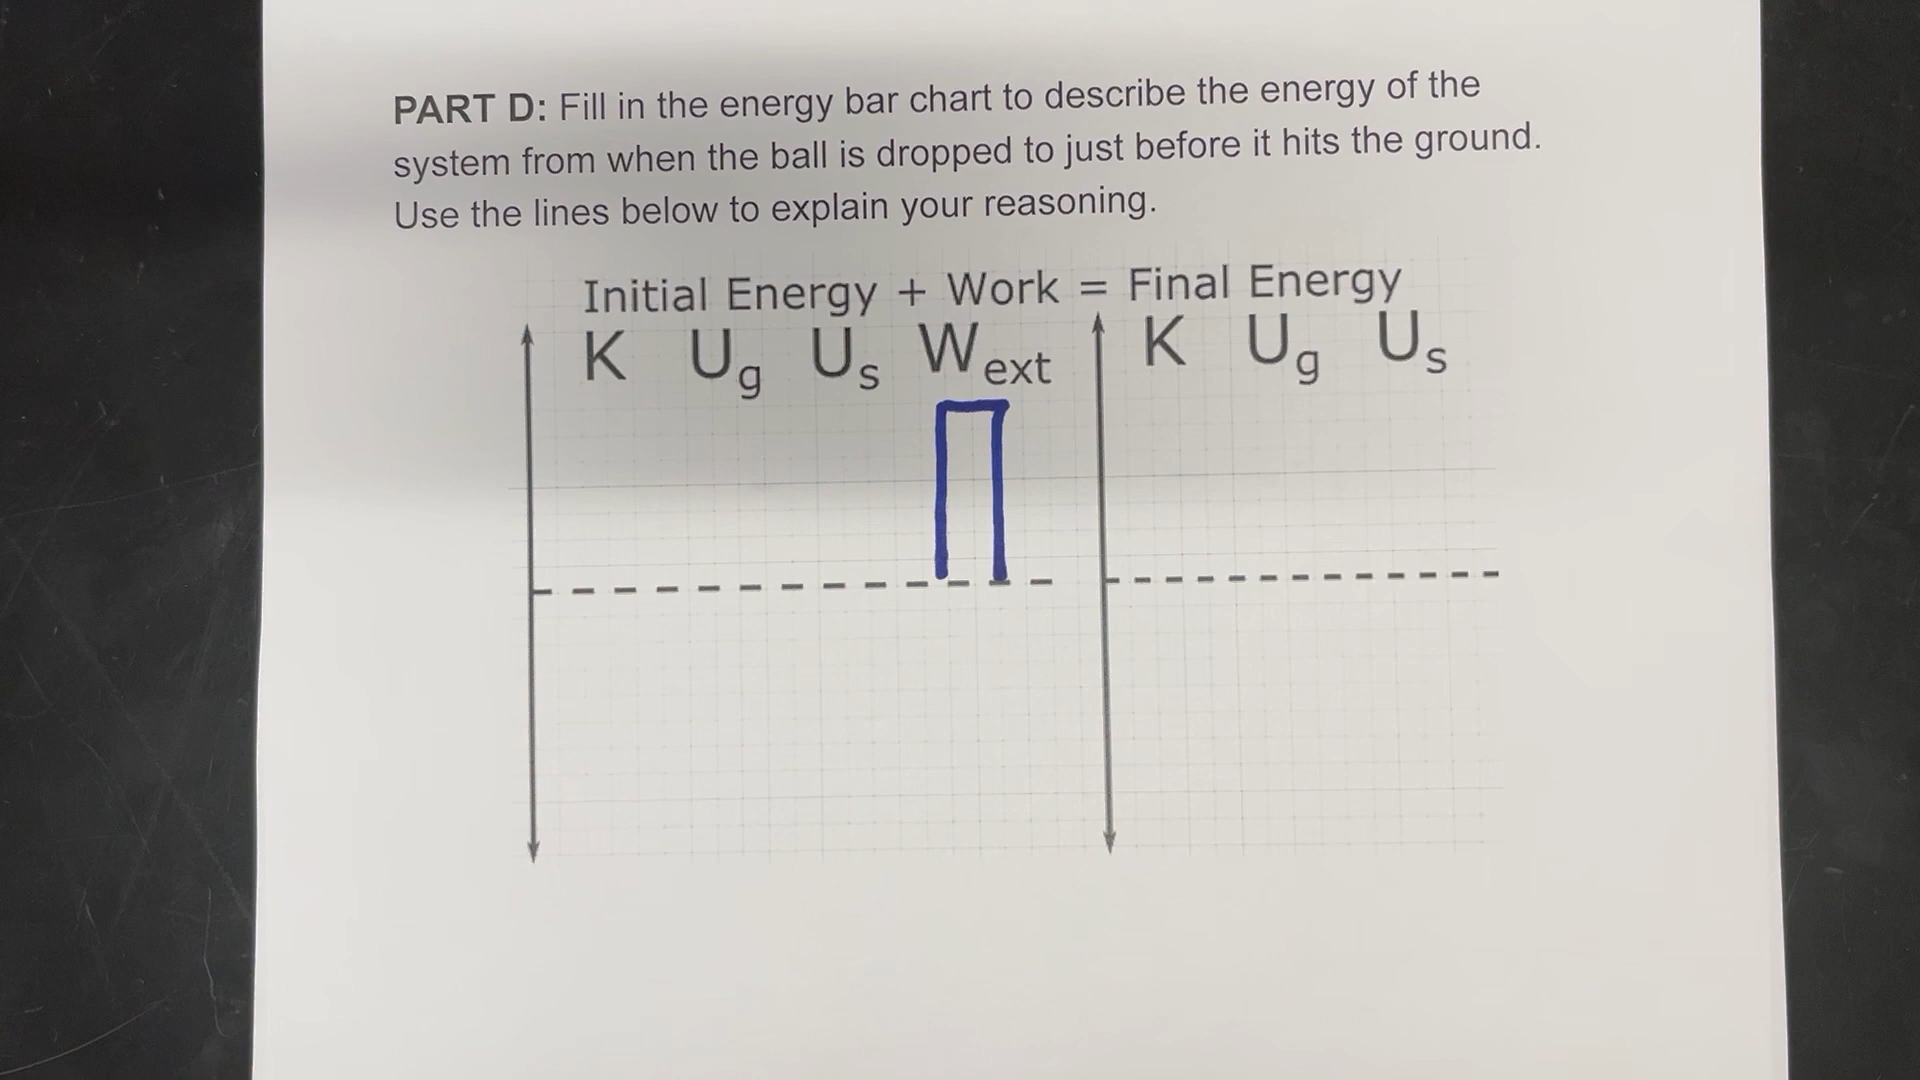 PART D: Fill in the energy bar chart to describe the energy of the
system from when the ball is dropped to just before it hits the ground.
Use the lines below to explain your reasoning.
Initial Energy + Work = Final Energy
K Ug Us Wext K Ug Us